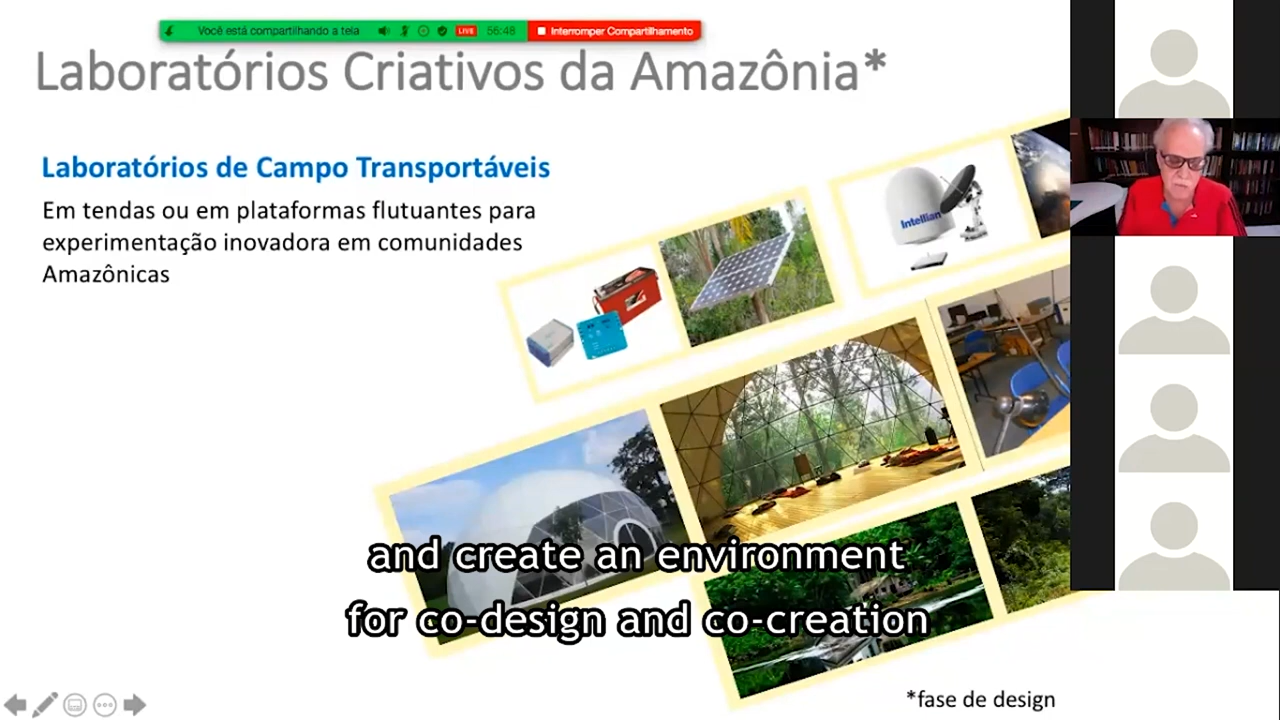 Você está compartilhando a tela LIVE 56:48 Interromper Compartilhamento
Laboratórios Criativos da Amazônia*
Laboratórios de Campo Transportáveis
Em tendas ou em plataformas flutuantes para
experimentação inovadora em comunidades
Amazônicas
Intellian
and create an environment
for co-design and co-creation
*fase de design